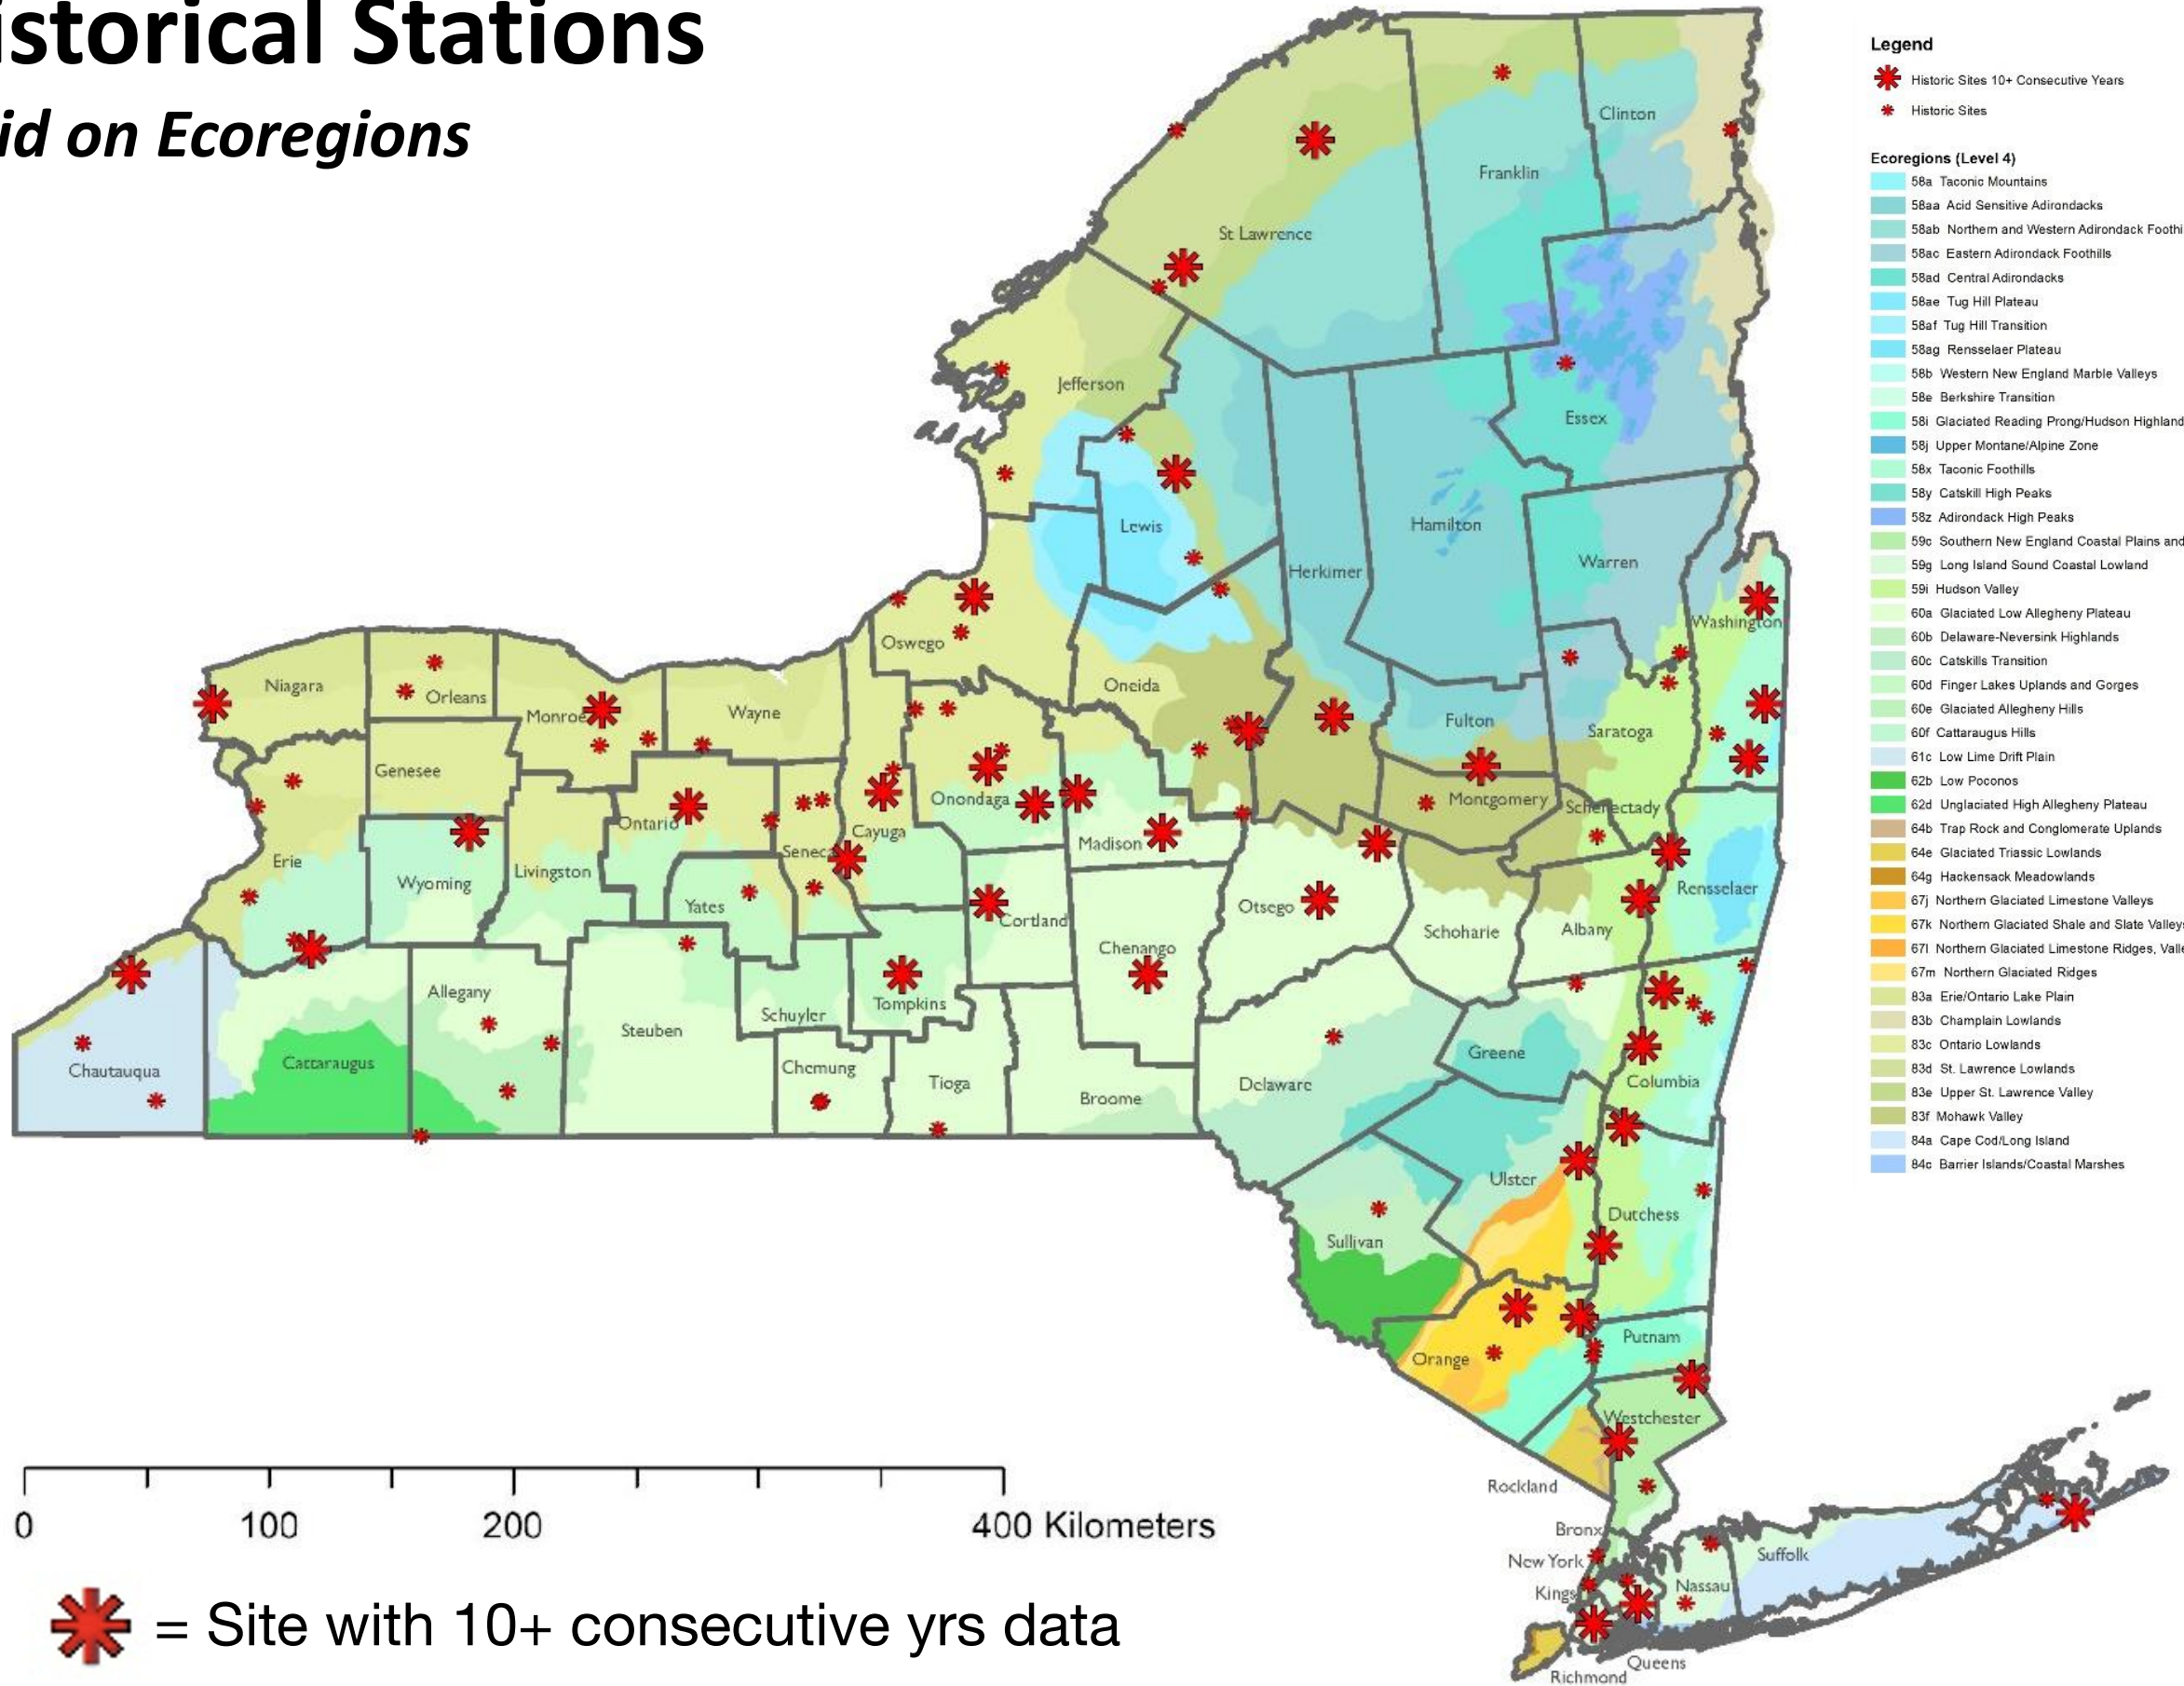 istorical Stations
id on Ecoregions
Legend
Historic Sites 10+ Consecutive Years
Historic Sites
Ecoregions (Level 4)
58a Taconic Mountains
58aa Acid Sensitive Adirondacks
58ab Northern and Western Adirondack Foothi
58ac Eastern Adirondack Foothills
58ad Central Adirondacks
58ae Tug Hill Plateau
58af Tug Hill Transition
58ag Rensselaer Plateau
58b Western New England Marble Valleys
58e Berkshire Transition
58i Glaciated Reading Prong/Hudson Highland
58j Upper Montane/Alpine Zone
58x Taconic Foothills
58y Catskill High Peaks
58z Adirondack High Peaks
59c Southern New England Coastal Plains and
59g Long Island Sound Coastal Lowland
59i Hudson Valley
60a Glaciated Low Allegheny Plateau
60b Delaware-Neversink Highlands
60c Catskills Transition
60d Finger Lakes Uplands and Gorges
60e Glaciated Allegheny Hills
60f Cattaraugus Hills
61c Low Lime Drift Plain
62b Low Poconos
62d Unglaciated High Allegheny Plateau
64b Trap Rock and Conglomerate Uplands
64e Glaciated Triassic Lowlands
64g Hackensack Meadowlands
67j Northern Glaciated Limestone Valleys
67k Northern Glaciated Shale and Slate Valleys
67l Northern Glaciated Limestone Ridges, Valle
67m Northern Glaciated Ridges
83a Erie/Ontario Lake Plain
83b Champlain Lowlands
83c Ontario Lowlands
83d St. Lawrence Lowlands
83e Upper St. Lawrence Valley
83f Mohawk Valley
84a Cape Cod/Long Island
84c Barrier Islands/Coastal Marshes
Clinton
Franklin
St Lawrence
Jefferson
Essex
Lewis
Hamilton
Herkimer
Warren
Washington
Oswego
Oneida
Niagara
Orleans
Monroe
Wayne
Fulton
Saratoga
Genesee
Onondaga
Montgomery
Schenectady
Ontario
Cayuga
Madison
Seneca
Erie
Livingston
Wyoming
Rensselaer
Yates
Otsego
Cortland
Schoharie
Albany
Chenango
Allegany
Tompkins
Schuyler
Steuben
Greene
Cattaraugus
Chautauqua
Chemung
Tioga
Delaware
Columbia
Broome
Ulster
Dutchess
Sullivan
Putnam
Orange
Westchester
Rockland
Bronx
New York
Suffolk
Kings
Nassau
Queens
Richmond
0 100 200 400 Kilometers
= Site with 10+ consecutive yrs data